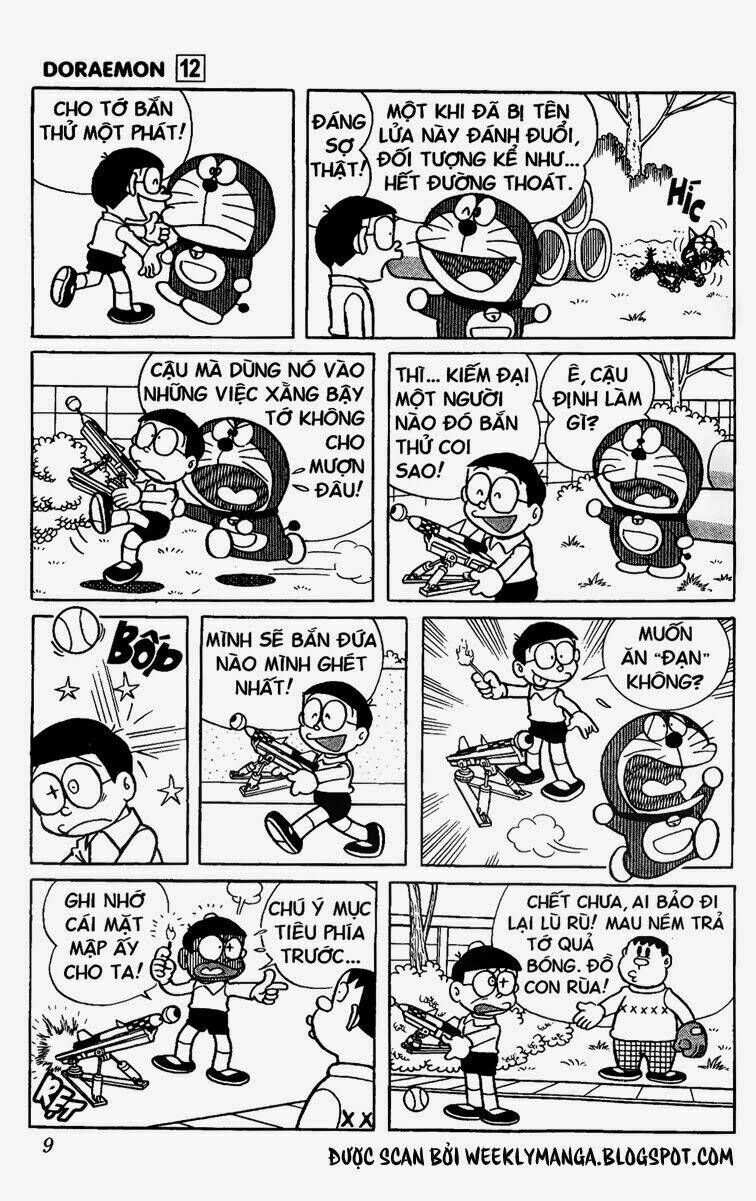 DORAEMON 12
MỘT KHI ĐÃ BỊ TÊN
LỬA NÀY ĐÁNH ĐUỔI,
ĐỐI TƯỢNG KỂ NHƯ...
HẾT ĐƯỜNG THOÁT.
HÍC
ĐÁNG
SỢ
THẬT!
CHO TỚ BẮN
THỬ MỘT PHÁT!
Ê, CẬU
ĐỊNH LÀM
GÌ?
THÌ... KIẾM ĐẠI
MỘT NGƯỜI
NÀO ĐÓ BẮN
THỬ COI
SAO!
CẬU MÀ DÙNG NÓ VÀO
NHỮNG VIỆC XẰNG BẬY
TỚ KHÔNG
CHO
MƯỢN
ĐÂU!
MUỐN
ĂN “ĐẠN”
KHÔNG?
MÌNH SẼ BẮN ĐỨA
NÀO MÌNH GHÉT
NHẤT!
BỐP
CHẾT CHƯA, AI BẢO ĐI
LẠI LÙ RÙ! MAU NÉM TRẢ
TỚ QUẢ
BÓNG. ĐỒ
CON RÙA!
CHÚ Ý MỤC
TIÊU PHÍA
TRƯỚC...
GHI NHỚ
CÁI MẶT
MẬP ẤY
CHO TA!
RẸT
9
ĐƯỢC SCAN BỞI WEEKLYMANGA.BLOGSPOT.COM